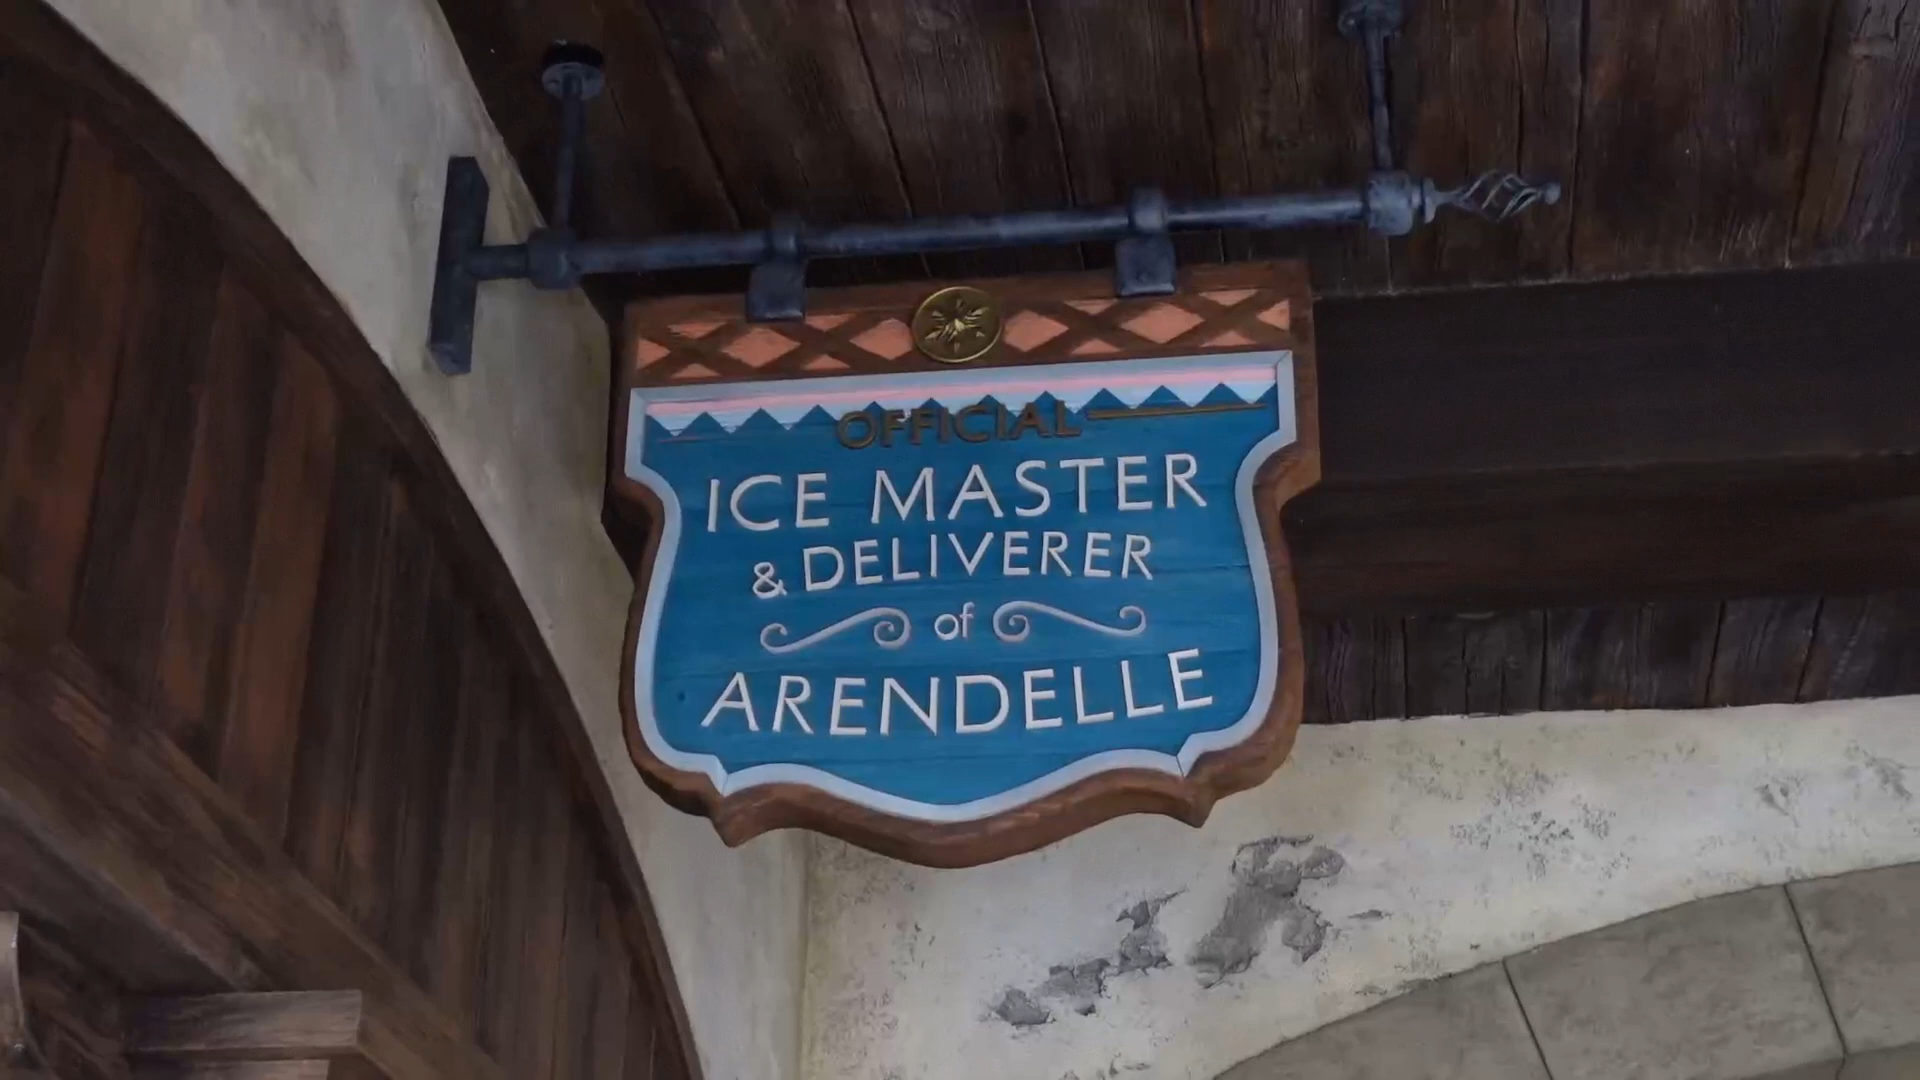 OFFICIAL
ICE MASTER
& DELIVERER
of
ARENDELLE